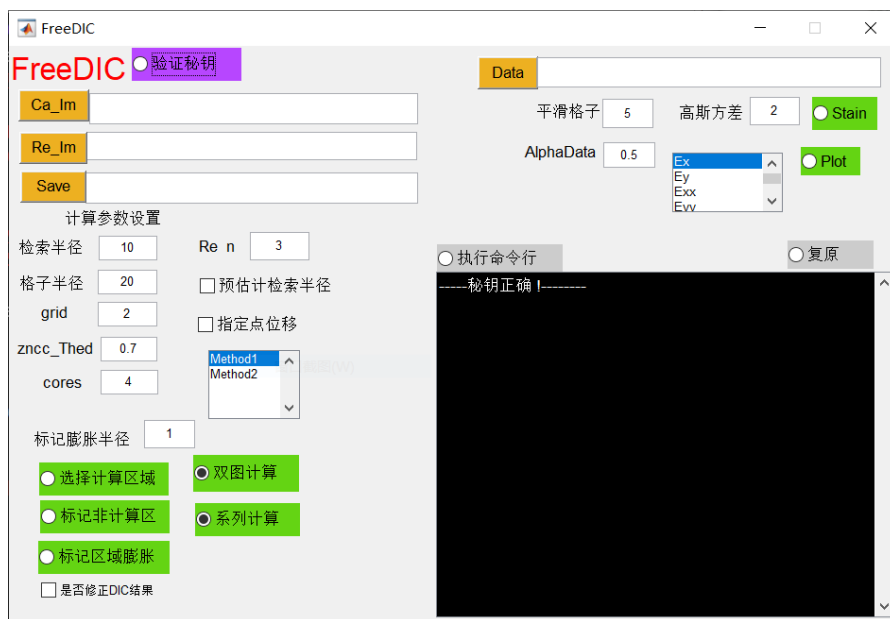 FreeDIC
FreeDIC
验证秘钥
Data
Ca_Im
平滑格子 5 高斯方差 2 Stain
Re_Im
AlphaData 0.5
Ex
Ey
Exx
Eyy
Plot
Save
计算参数设置
检索半径 10 Re n 3
执行命令行
复原
格子半径 20 预估计检索半径
-----秘钥正确!--------
grid 2
指定点位移
zncc_Thed 0.7
Method1
Method2
cores 4
标记膨胀半径 1
选择计算区域 双图计算
标记非计算区 系列计算
标记区域膨胀
是否修正DIC结果